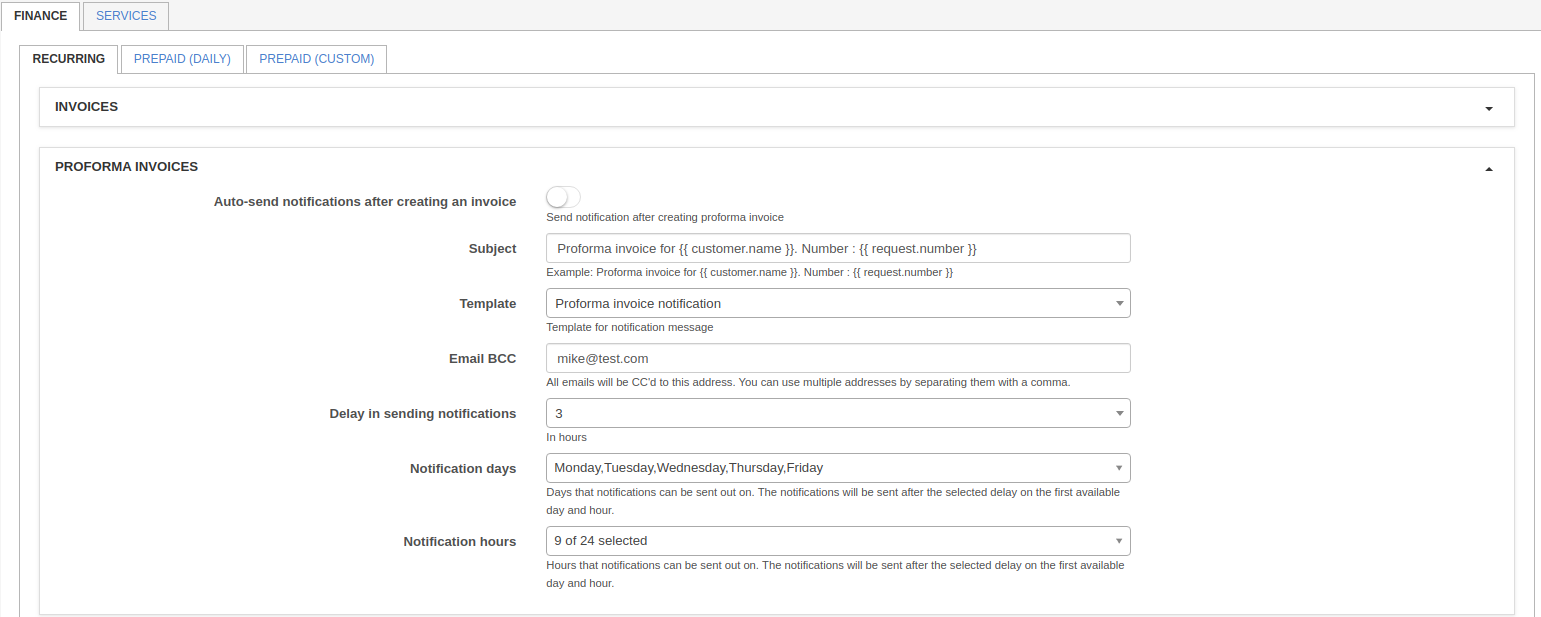 FINANCE
SERVICES
RECURRING
PREPAID (DAILY)
PREPAID (CUSTOM)
INVOICES
PROFORMA INVOICES
Auto-send notifications after creating an invoice
Send notification after creating proforma invoice
Subject
Proforma invoice for {{ customer.name }}. Number : {{ request.number }}
Example: Proforma invoice for {{ customer.name }}. Number : {{ request.number }}
Template
Proforma invoice notification
Template for notification message
Email BCC
mike@test.com
All emails will be CC'd to this address. You can use multiple addresses by separating them with a comma.
Delay in sending notifications
3
In hours
Notification days
Monday,Tuesday,Wednesday,Thursday,Friday
Days that notifications can be sent out on. The notifications will be sent after the selected delay on the first available
day and hour.
Notification hours
9 of 24 selected
Hours that notifications can be sent out on. The notifications will be sent after the selected delay on the first available
day and hour.